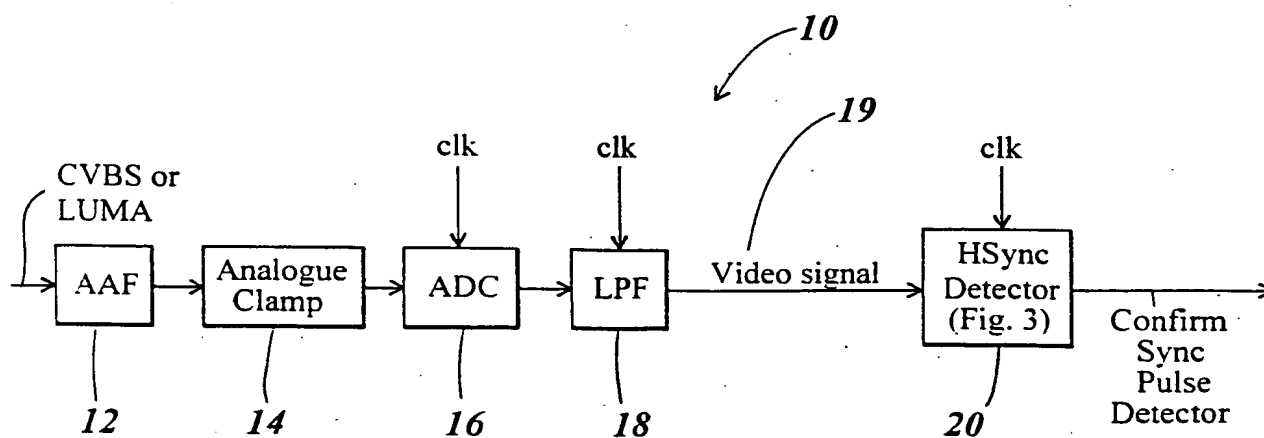 10
19
clk
clk
clk
CVBS or
LUMA
AAF
Analogue
Clamp
ADC
LPF
Video signal
HSync
Detector
(Fig. 3)
Confirm
Sync
Pulse
Detector
12
14
16
18
20